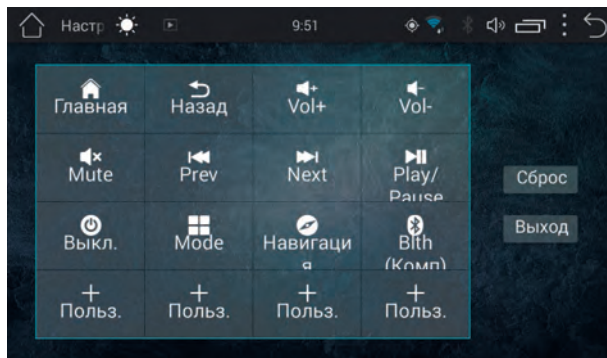 Настр 9:51
Главная Назад Vol+ Vol-
Mute Prev Next Play/
Pause
Сброс
Выкл. Mode Навигаци
я
Blth
(Комп)
Выход
Польз. Польз. Польз. Польз.